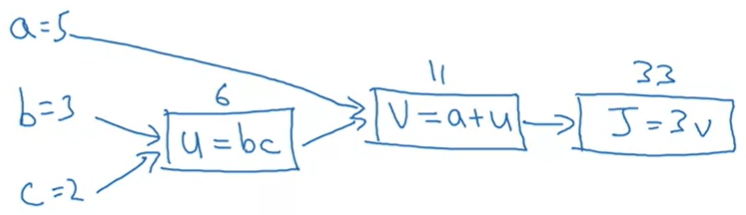 a=5
11
33
b=3
6
V=a+u
J=3v
u=bc
c=2